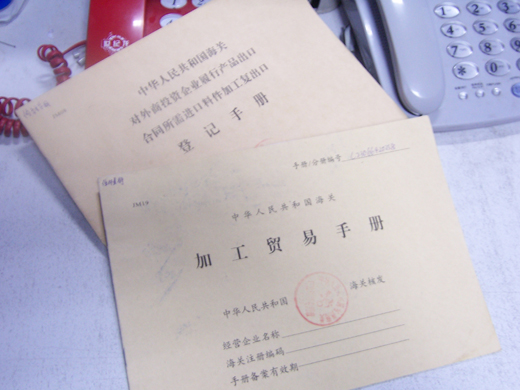 中华人民共和国海关
对外商投资企业履行产品出口
合同所需进口料件加工复出口
登记手册
手册/分册编号
中华人民共和国海关
加工贸易手册
中华人民共和国 海关核发
经营企业名称
海关注册编码
手册备案有效期